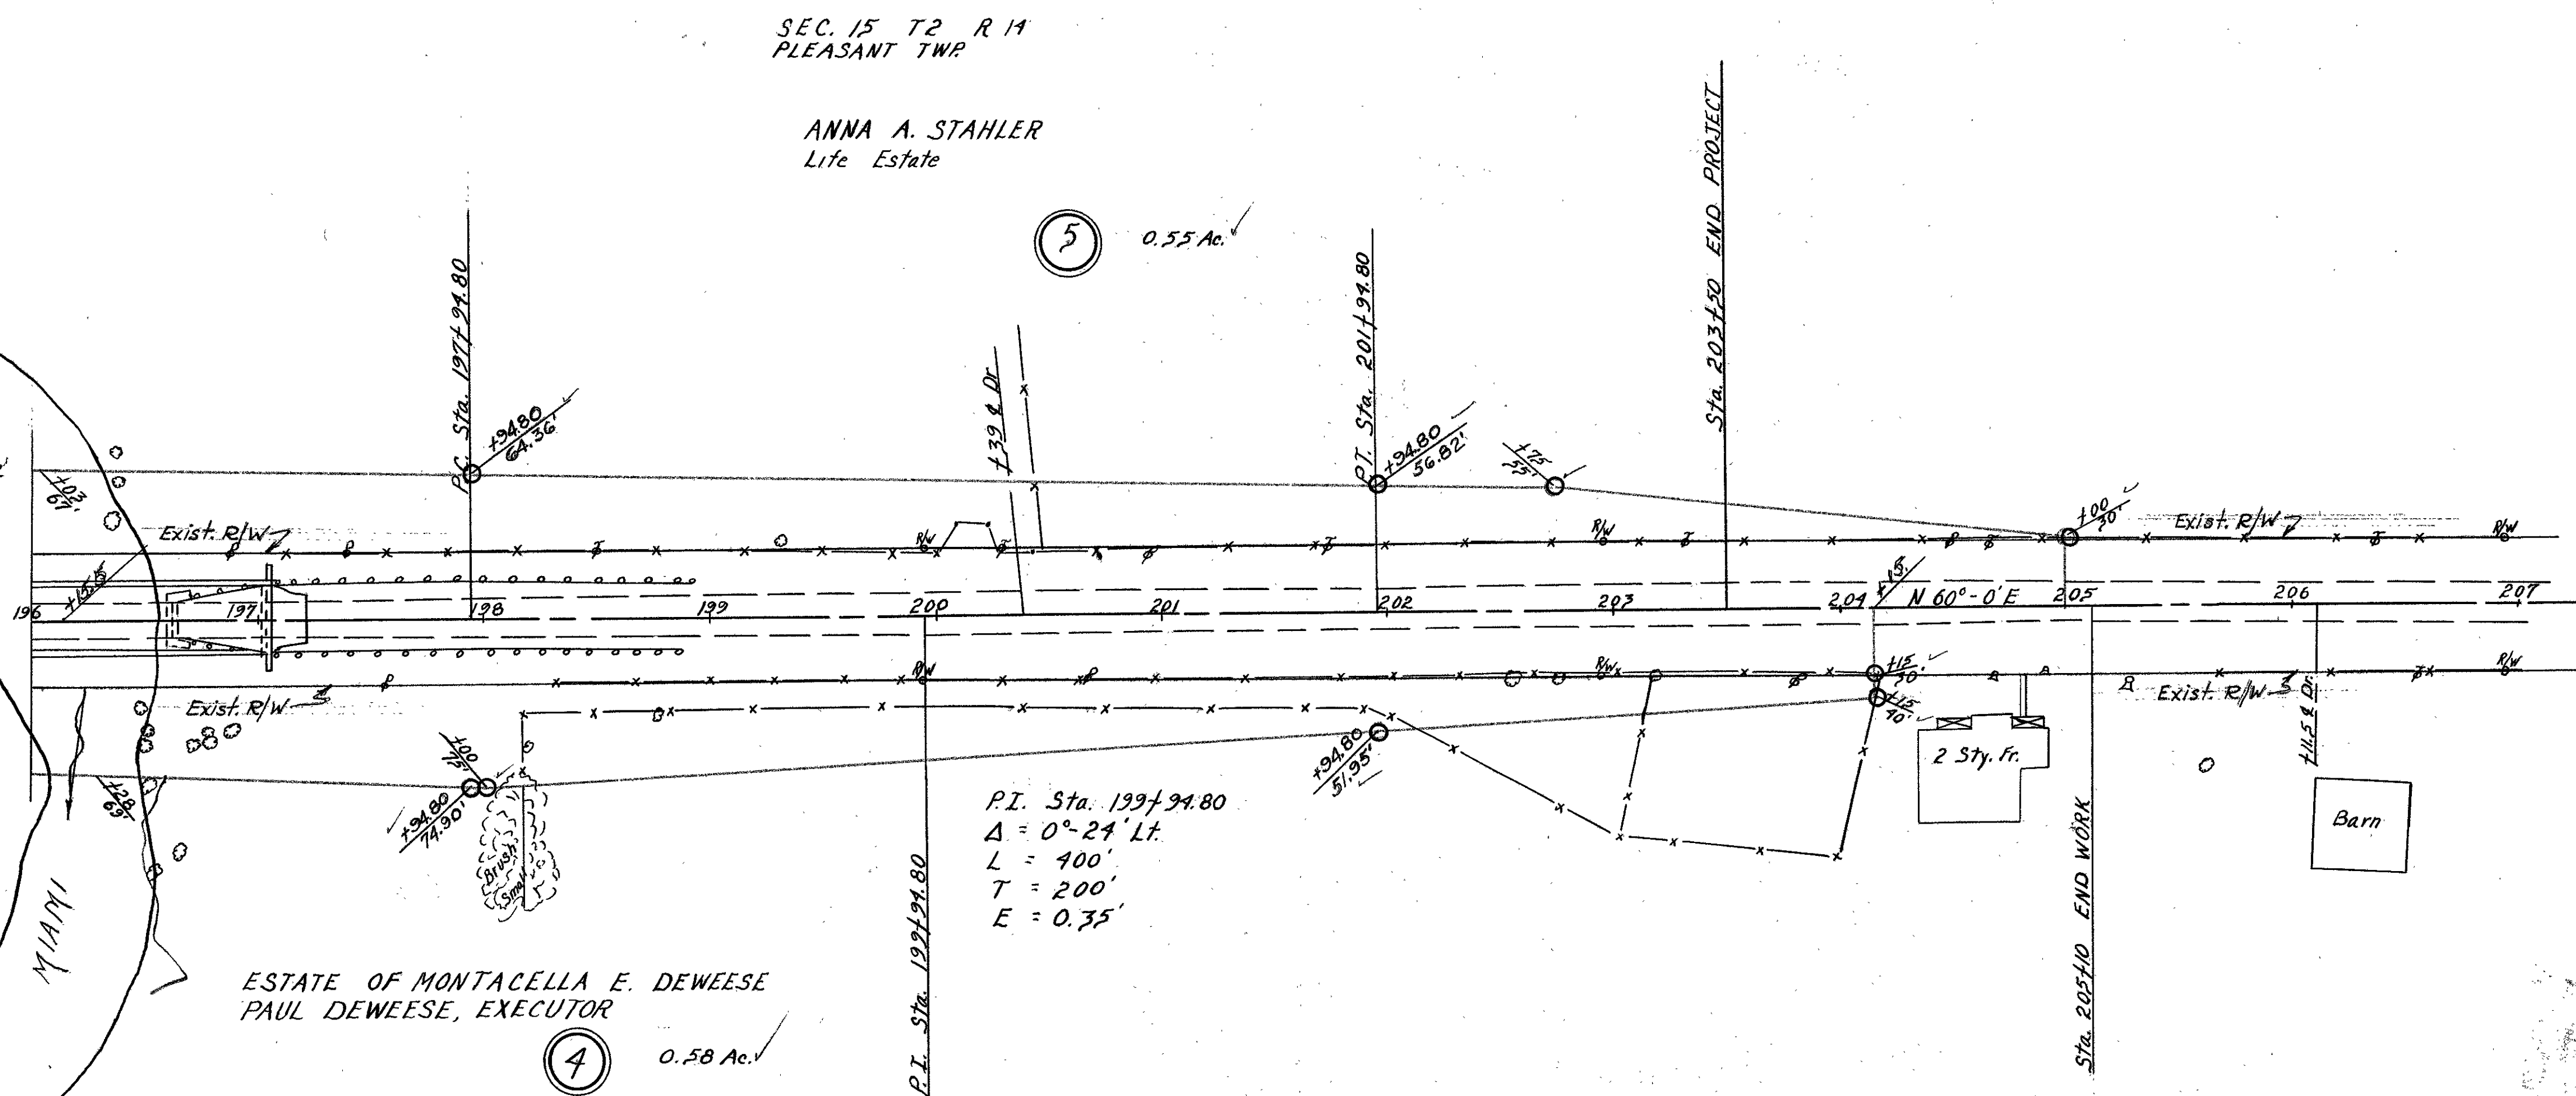 SEC. 15 T2 R 14
PLEASANT TWP.
ANNA A. STAHLER
Life Estate
5 0.55 Ac.
P.C. Sta. 197+94.80
+94.80
64.36'
+39 ℄ Dr
P.T. Sta. 201+94.80
+94.80
56.82'
+75
55'
Sta. 203+50 END PROJECT
+00
30'
+03
67'
Exist. R/W
R/W
R/W
Exist. R/W
R/W
+15.5
196 197 198 199 200 201 202 203 204 N 60°-0'E 205 206 207
+15
30'
+15
40'
Exist. R/W
R/W
R/W
Exist. R/W
R/W
+28
69'
+00
75'
+94.80
74.90'
Brush
Small
+94.80
51.95'
2 Sty. Fr.
+11.5 ℄ Dr.
Barn
P.I. Sta. 199+94.80
Δ = 0°-24' Lt.
L = 400'
T = 200'
E = 0.35'
P.I. Sta. 199+94.80
Sta. 205+10 END WORK
MIAMI
ESTATE OF MONTACELLA E. DEWEESE
PAUL DEWEESE, EXECUTOR
4 0.58 Ac.